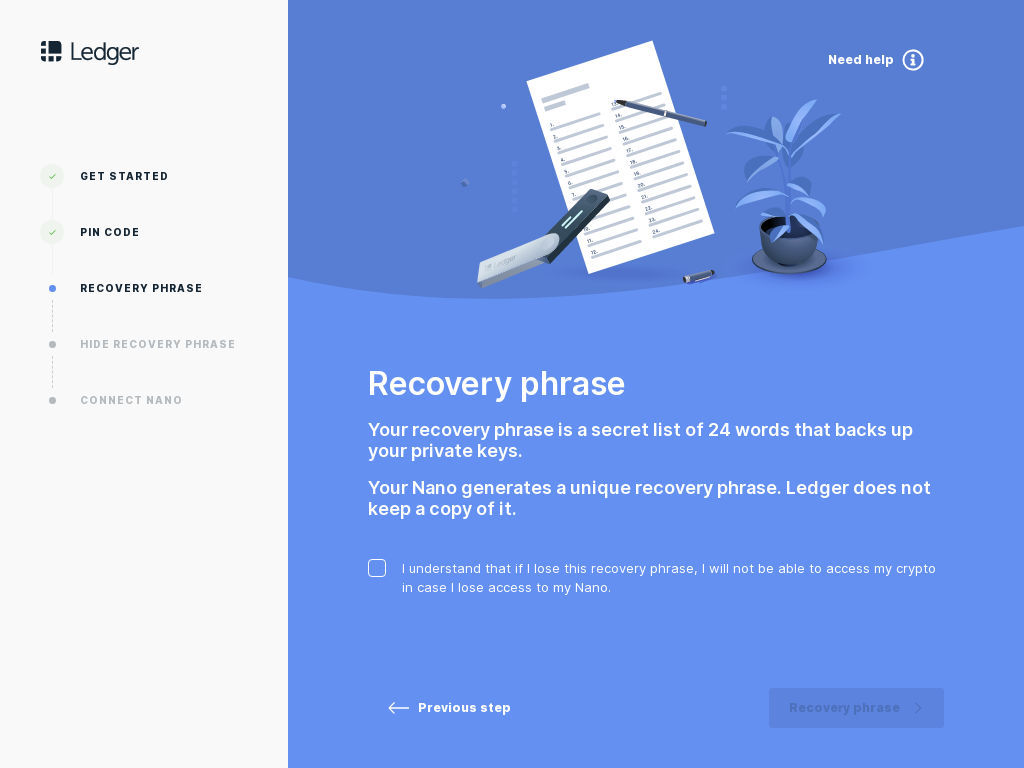 Ledger
Need help
GET STARTED
PIN CODE
RECOVERY PHRASE
HIDE RECOVERY PHRASE
CONNECT NANO
Recovery phrase
Your recovery phrase is a secret list of 24 words that backs up
your private keys.
Your Nano generates a unique recovery phrase. Ledger does not
keep a copy of it.
I understand that if I lose this recovery phrase, I will not be able to access my crypto
in case I lose access to my Nano.
Previous step
Recovery phrase